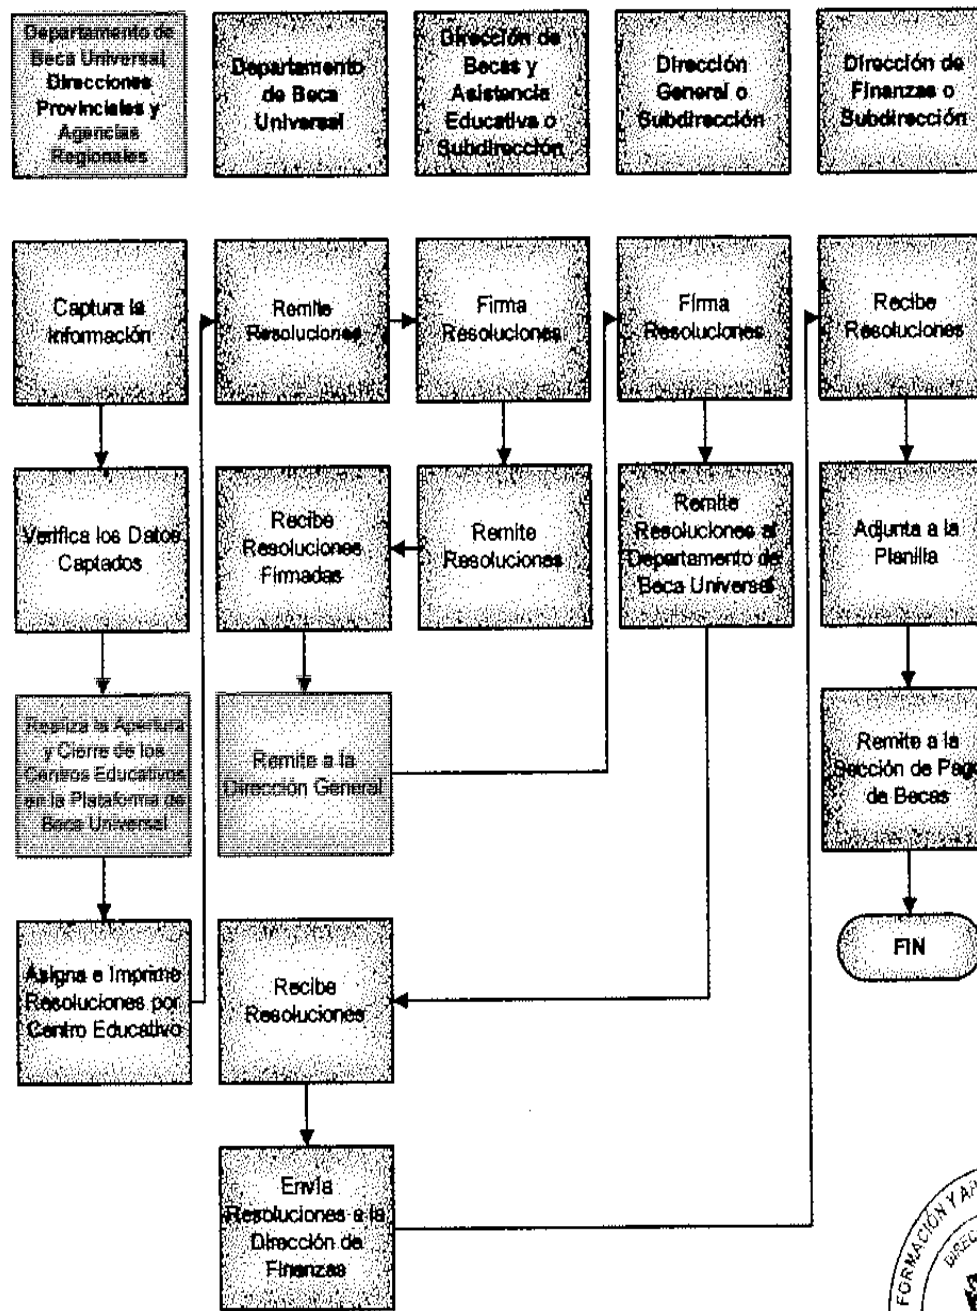 Departamento de
Beca Universal,
Direcciones
Provinciales y
Agencias
Regionales
Departamento
de Beca
Universal
Dirección de
Becas y
Asistencia
Educativa o
Subdirección
Dirección
General o
Subdirección
Dirección de
Finanzas o
Subdirección
Captura la
Información
Remite
Resoluciones
Firma
Resoluciones
Firma
Resoluciones
Recibe
Resoluciones
Verifica los Datos
Captados
Recibe
Resoluciones
Firmadas
Remite
Resoluciones
Remite
Resoluciones al
Departamento de
Beca Universal
Adjunta a la
Planilla
Realiza la Apertura
y Cierre de los
Centros Educativos
en la Plataforma de
Beca Universal
Remite a la
Dirección General
Remite a la
Sección de Pago
de Becas
Asigna e Imprime
Resoluciones por
Centro Educativo
Recibe
Resoluciones
FIN
Envía
Resoluciones a la
Dirección de
Finanzas
FORMACIÓN Y